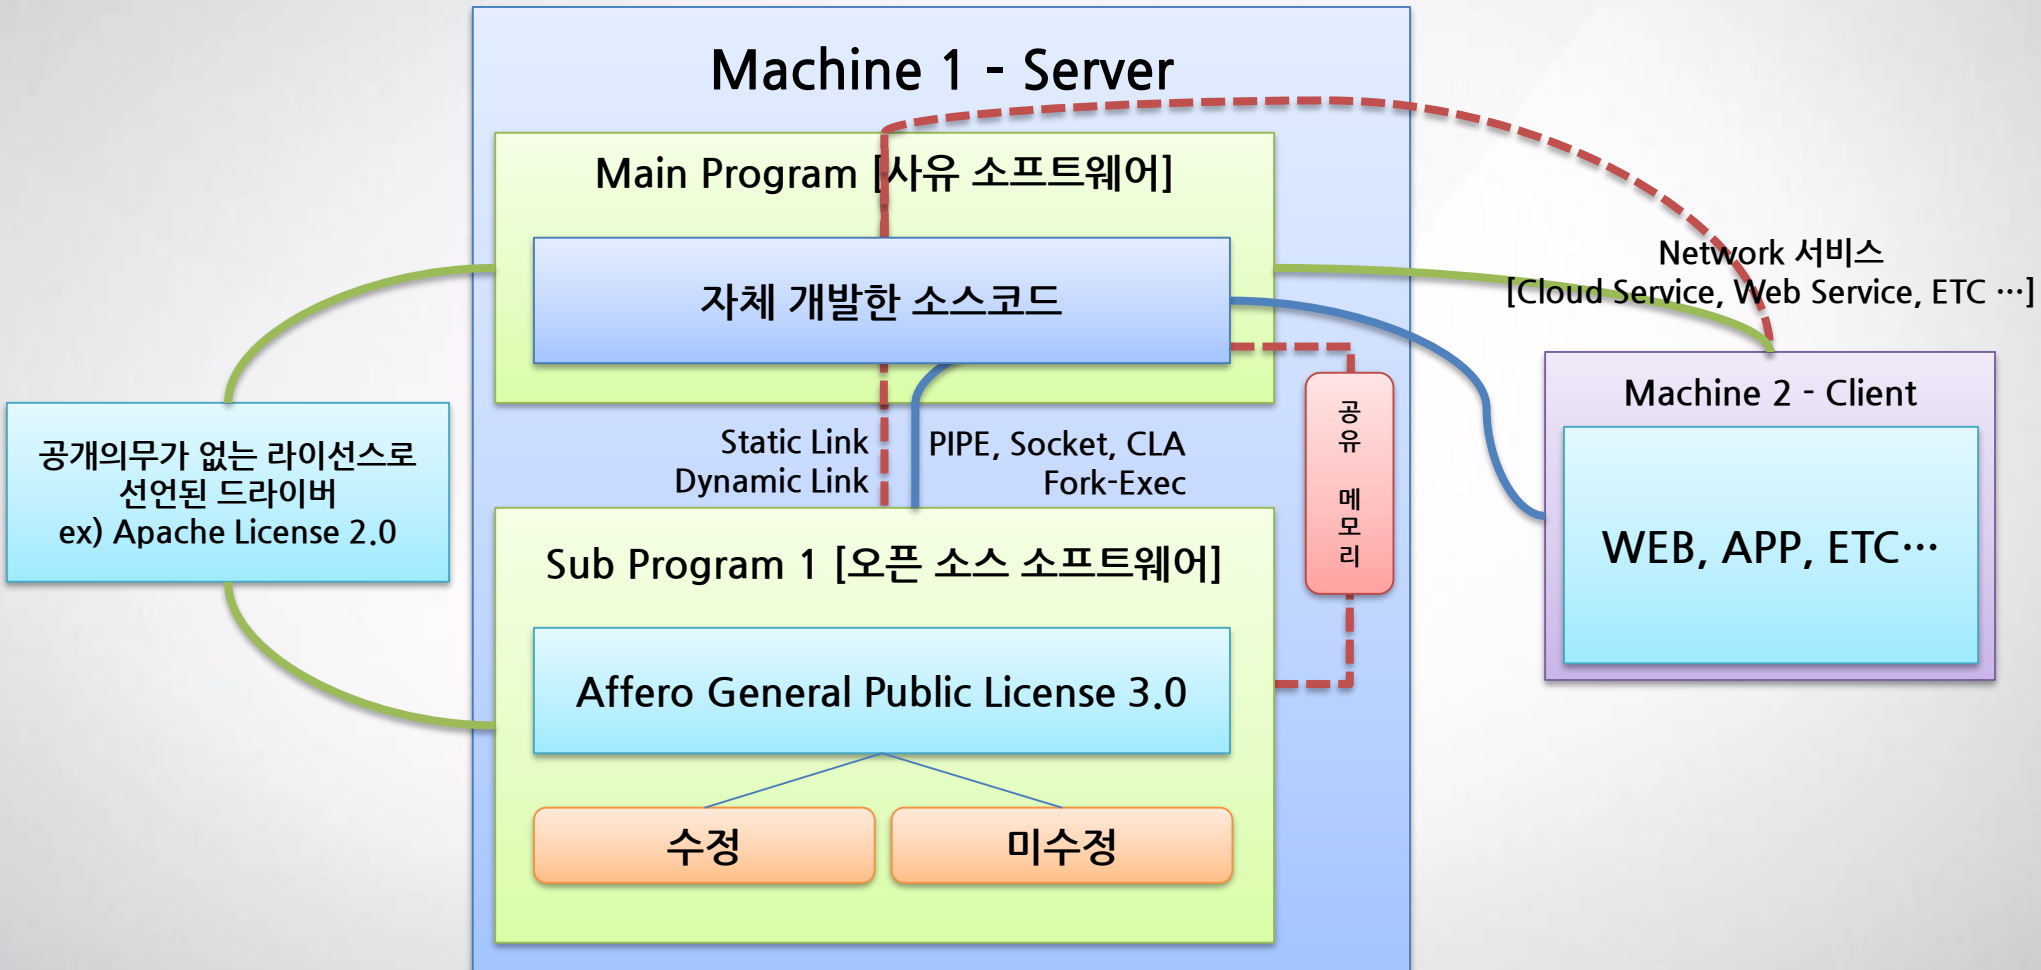 Machine 1 - Server
Main Program [사유 소프트웨어]
자체 개발한 소스코드
Network 서비스
[Cloud Service, Web Service, ETC …]
Machine 2 - Client
WEB, APP, ETC…
공개의무가 없는 라이선스로
선언된 드라이버
ex) Apache License 2.0
Static Link
Dynamic Link
PIPE, Socket, CLA
Fork-Exec
공유 메모리
Sub Program 1 [오픈 소스 소프트웨어]
Affero General Public License 3.0
수정
미수정